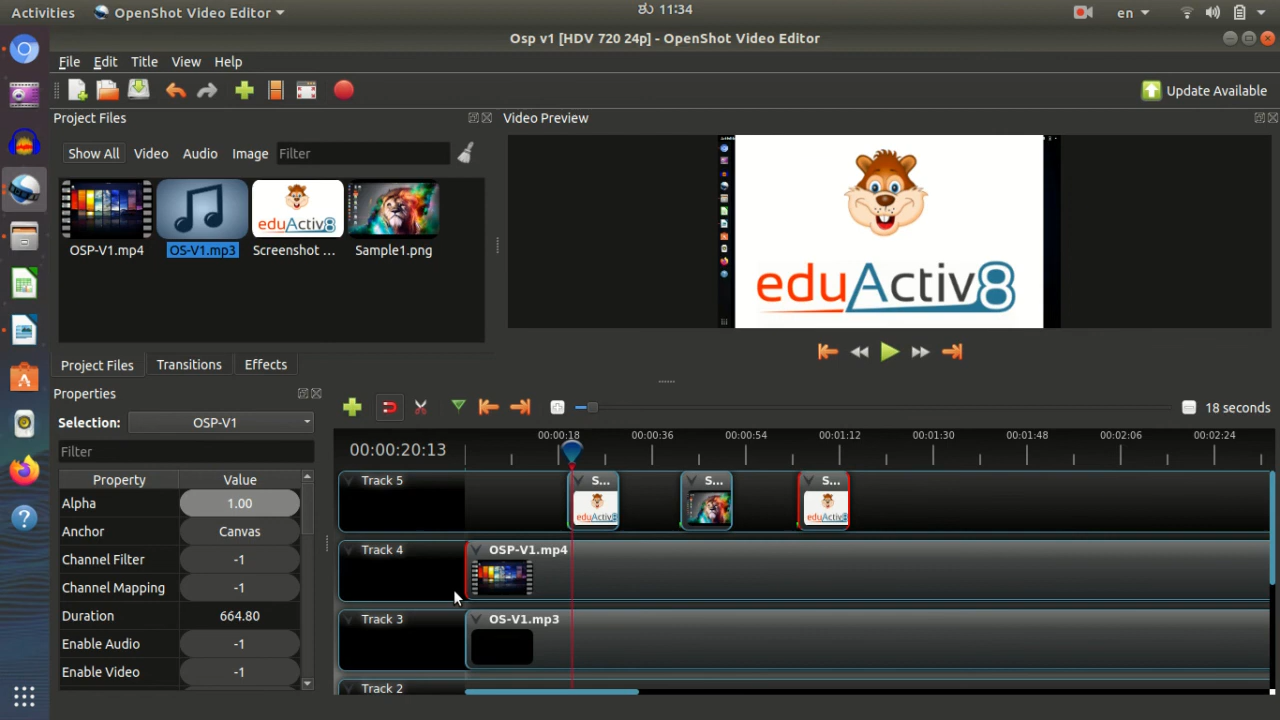 Activities OpenShot Video Editor ಶು 11:34 en
Osp v1 [HDV 720 24p] - OpenShot Video Editor
File Edit Title View Help
Update Available
Project Files Video Preview
Show All Video Audio Image Filter
OSP-V1.mp4 OS-V1.mp3 Screenshot ... Sample1.png
eduActiv8
Project Files Transitions Effects
Properties
Selection: OSP-V1
18 seconds
Filter
00:00:20:13
00:00:18 00:00:36 00:00:54 00:01:12 00:01:30 00:01:48 00:02:06 00:02:24
Property Value
Alpha 1.00
Anchor Canvas
Channel Filter -1
Channel Mapping -1
Duration 664.80
Enable Audio -1
Enable Video -1
Track 5 S... S... S...
eduActiv8 eduActiv8
Track 4 OSP-V1.mp4
Track 3 OS-V1.mp3
Track 2